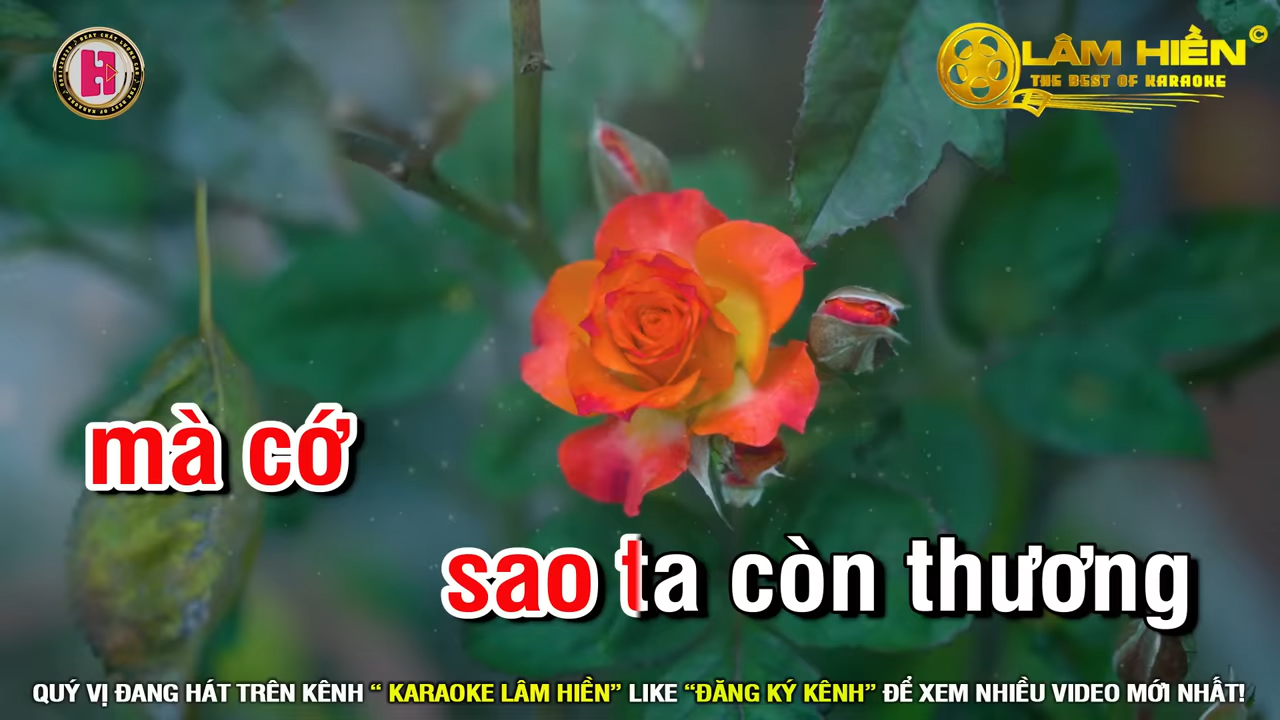 LÂM HIỀN ©
THE BEST OF KARAOKE
H
mà cớ
sao ta còn thương
QUÝ VỊ ĐANG HÁT TRÊN KÊNH “ KARAOKE LÂM HIỀN” LIKE “ĐĂNG KÝ KÊNH” ĐỂ XEM NHIỀU VIDEO MỚI NHẤT!